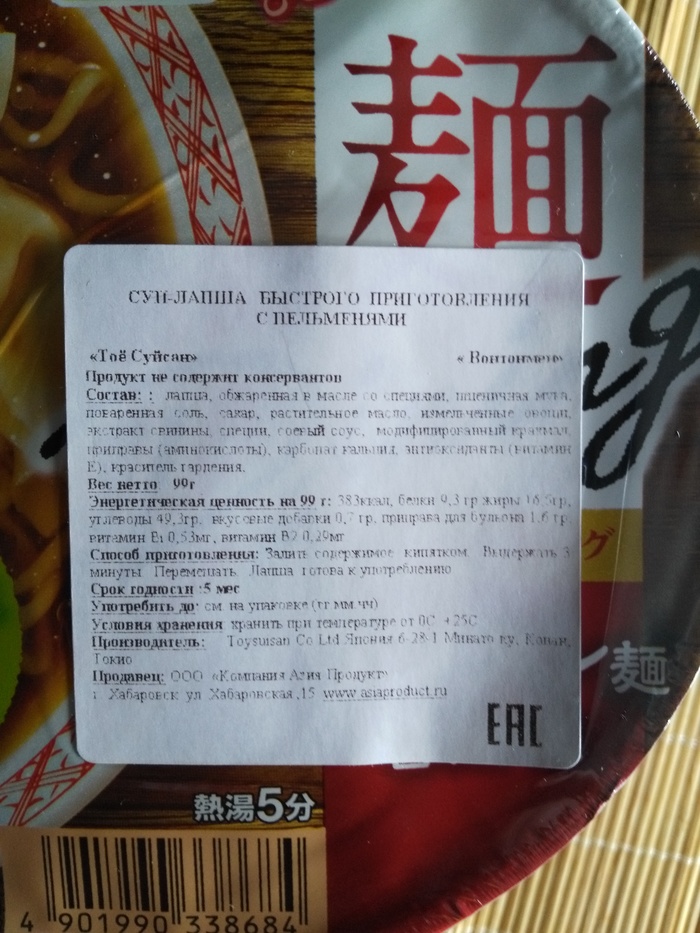 麺
СУП-ЛАПША БЫСТРОГО ПРИГОТОВЛЕНИЯ
С ПЕЛЬМЕНЯМИ
«Тоё Суйсан» «Вонтонмен»
Продукт не содержит консервантов
Состав: : лапша, обжаренная в масле со специями, пшеничная мука,
поваренная соль, сахар, растительное масло, измельченные овощи,
экстракт свинины, специи, соевый соус, модифицированный крахмал,
приправы (аминокислоты), карбонат кальция, антиоксиданты (витамин
Е), краситель гардения.
Вес нетто: 99г
Энергетическая ценность на 99 г: 383ккал, белки 9,3 гр жиры 16,5гр,
углеводы 49,3гр, вкусовые добавки 0,7 гр, приправа для бульона 1.6 гр,
витамин В1 0,53мг, витамин В2 0,29мг
Способ приготовления: Залить содержимое кипятком. Выдержать 3
минуты. Перемешать. Лапша готова к употреблению
Срок годности :5 мес
Употребить до: см. на упаковке (гг мм чч)
Условия хранения: хранить при температуре от 0С +25С
Производитель: Toysuisan Co Ltd Япония 6-28-1 Минато ку, Конан,
Токио
Продавец: ООО «Компания Азия Продукт»
г. Хабаровск ул. Хабаровская ,15 www.asiaproduct.ru
EAC
グ
ン麺
熱湯5分
4 901990 338684